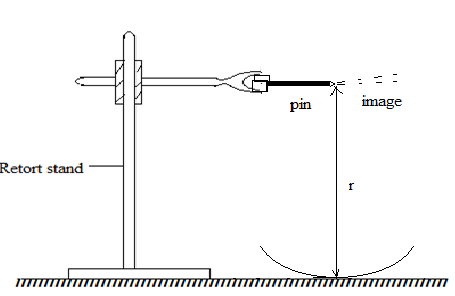 pin
image
Retort stand
r